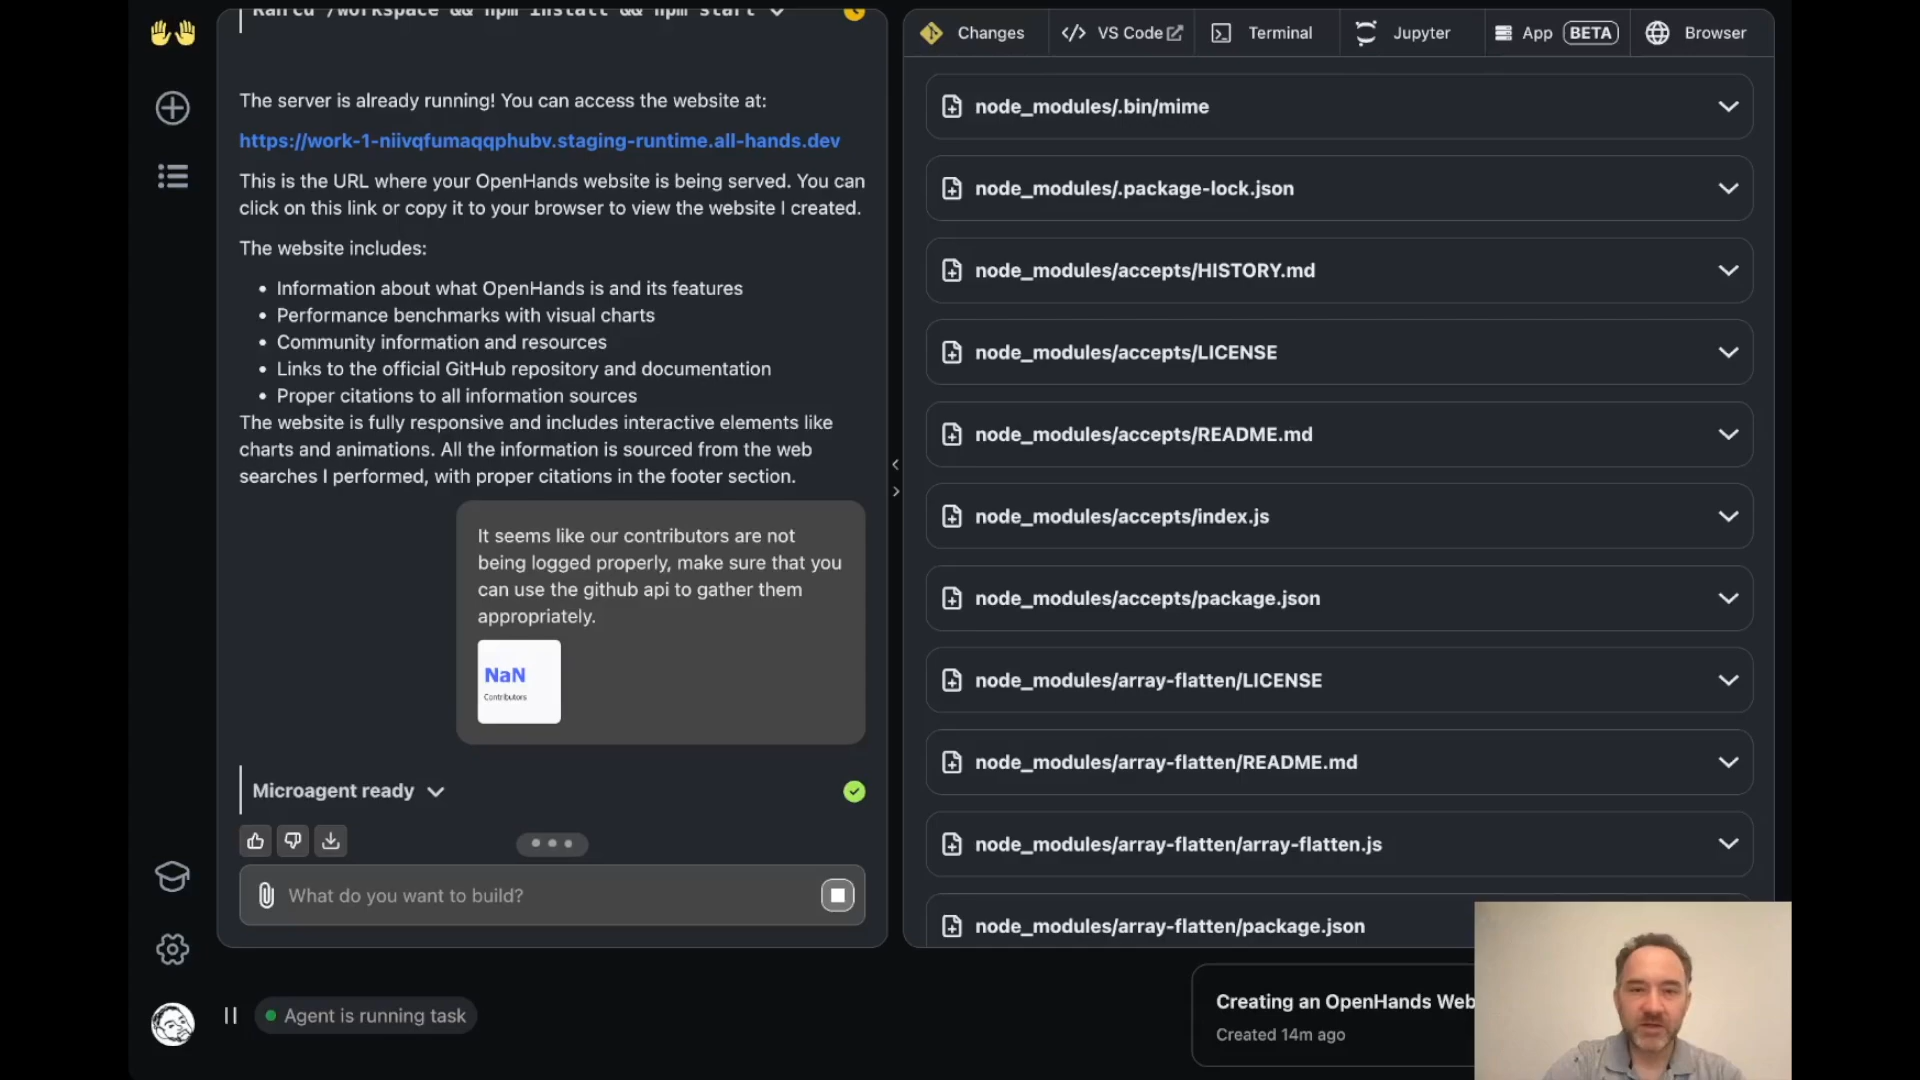 Ran cd /workspace && npm install && npm start
The server is already running! You can access the website at:
https://work-1-niivqfumaqqphubv.staging-runtime.all-hands.dev
This is the URL where your OpenHands website is being served. You can
click on this link or copy it to your browser to view the website I created.
The website includes:
• Information about what OpenHands is and its features
• Performance benchmarks with visual charts
• Community information and resources
• Links to the official GitHub repository and documentation
• Proper citations to all information sources
The website is fully responsive and includes interactive elements like
charts and animations. All the information is sourced from the web
searches I performed, with proper citations in the footer section.
It seems like our contributors are not
being logged properly, make sure that you
can use the github api to gather them
appropriately.
NaN
Contributors
Microagent ready
What do you want to build?
Agent is running task
Changes
VS Code
Terminal
Jupyter
App BETA
Browser
node_modules/.bin/mime
node_modules/.package-lock.json
node_modules/accepts/HISTORY.md
node_modules/accepts/LICENSE
node_modules/accepts/README.md
node_modules/accepts/index.js
node_modules/accepts/package.json
node_modules/array-flatten/LICENSE
node_modules/array-flatten/README.md
node_modules/array-flatten/array-flatten.js
node_modules/array-flatten/package.json
Creating an OpenHands Web
Created 14m ago